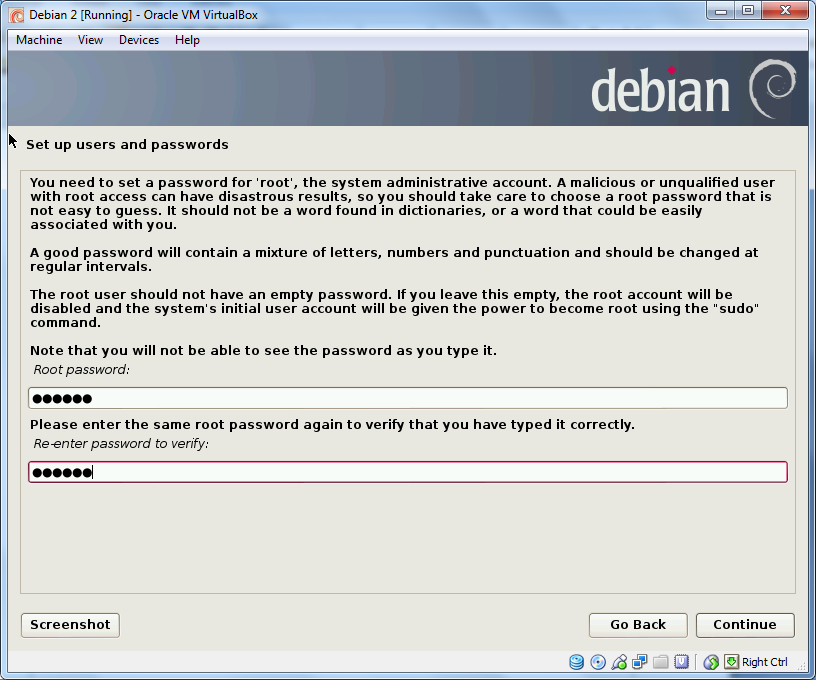 Debian 2 [Running] - Oracle VM VirtualBox
Machine View Devices Help
debian
Set up users and passwords
You need to set a password for 'root', the system administrative account. A malicious or unqualified user
with root access can have disastrous results, so you should take care to choose a root password that is
not easy to guess. It should not be a word found in dictionaries, or a word that could be easily
associated with you.
A good password will contain a mixture of letters, numbers and punctuation and should be changed at
regular intervals.
The root user should not have an empty password. If you leave this empty, the root account will be
disabled and the system's initial user account will be given the power to become root using the "sudo"
command.
Note that you will not be able to see the password as you type it.
Root password:
●●●●●●
Please enter the same root password again to verify that you have typed it correctly.
Re-enter password to verify:
●●●●●●
Screenshot Go Back Continue
Right Ctrl